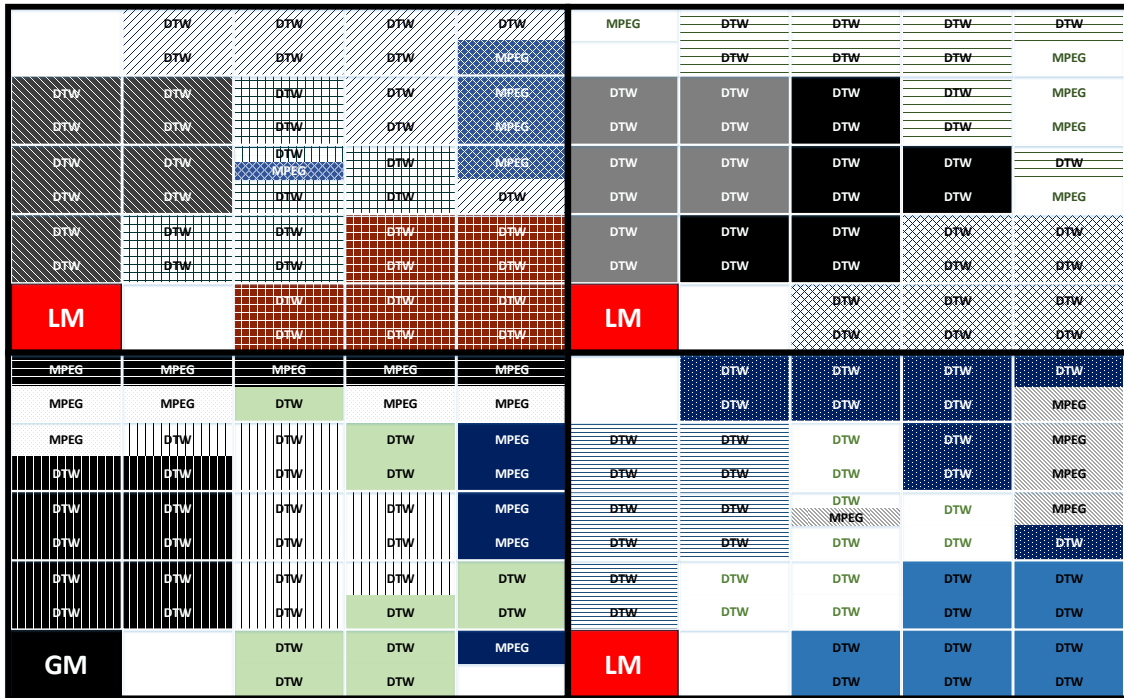 DTW DTW DTW DTW MPEG DTW DTW DTW DTW
DTW DTW DTW MPEG DTW DTW DTW MPEG
DTW DTW DTW DTW MPEG DTW DTW DTW DTW MPEG
DTW DTW DTW DTW MPEG DTW DTW DTW DTW MPEG
DTW DTW DTW DTW MPEG DTW DTW DTW DTW DTW
MPEG
DTW DTW DTW DTW DTW DTW DTW DTW DTW MPEG
DTW DTW DTW DTW DTW DTW DTW DTW DTW DTW
DTW DTW DTW DTW DTW DTW DTW DTW DTW DTW
DTW DTW DTW DTW DTW DTW
LM LM
DTW DTW DTW DTW DTW DTW
MPEG MPEG MPEG MPEG MPEG DTW DTW DTW DTW
MPEG MPEG DTW MPEG MPEG DTW DTW DTW MPEG
MPEG DTW DTW DTW MPEG DTW DTW DTW DTW MPEG
DTW DTW DTW DTW MPEG DTW DTW DTW DTW MPEG
DTW DTW DTW DTW MPEG DTW DTW DTW DTW MPEG
MPEG
DTW DTW DTW DTW MPEG DTW DTW DTW DTW DTW
DTW DTW DTW DTW DTW DTW DTW DTW DTW DTW
DTW DTW DTW DTW DTW DTW DTW DTW DTW DTW
DTW DTW MPEG DTW DTW DTW
GM LM
DTW DTW DTW DTW DTW